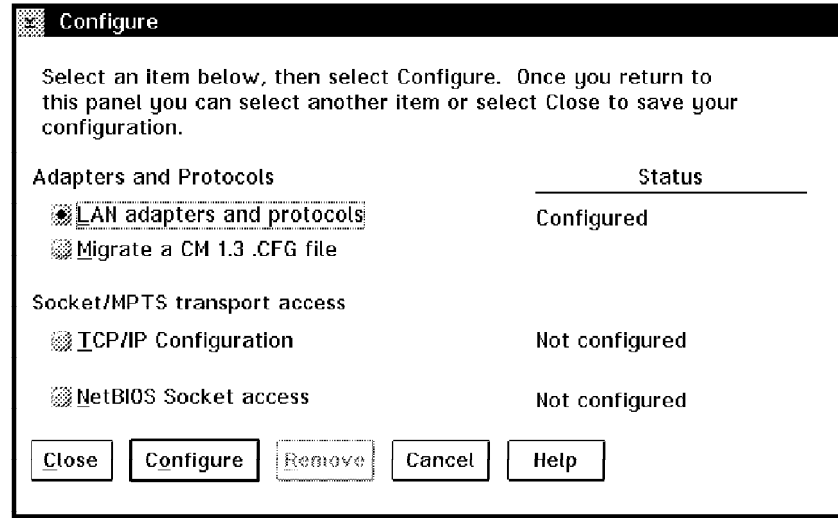 Configure
Select an item below, then select Configure. Once you return to
this panel you can select another item or select Close to save your
configuration.
Adapters and Protocols Status
LAN adapters and protocols Configured
Migrate a CM 1.3 .CFG file
Socket/MPTS transport access
TCP/IP Configuration Not configured
NetBIOS Socket access Not configured
Close Configure Remove Cancel Help